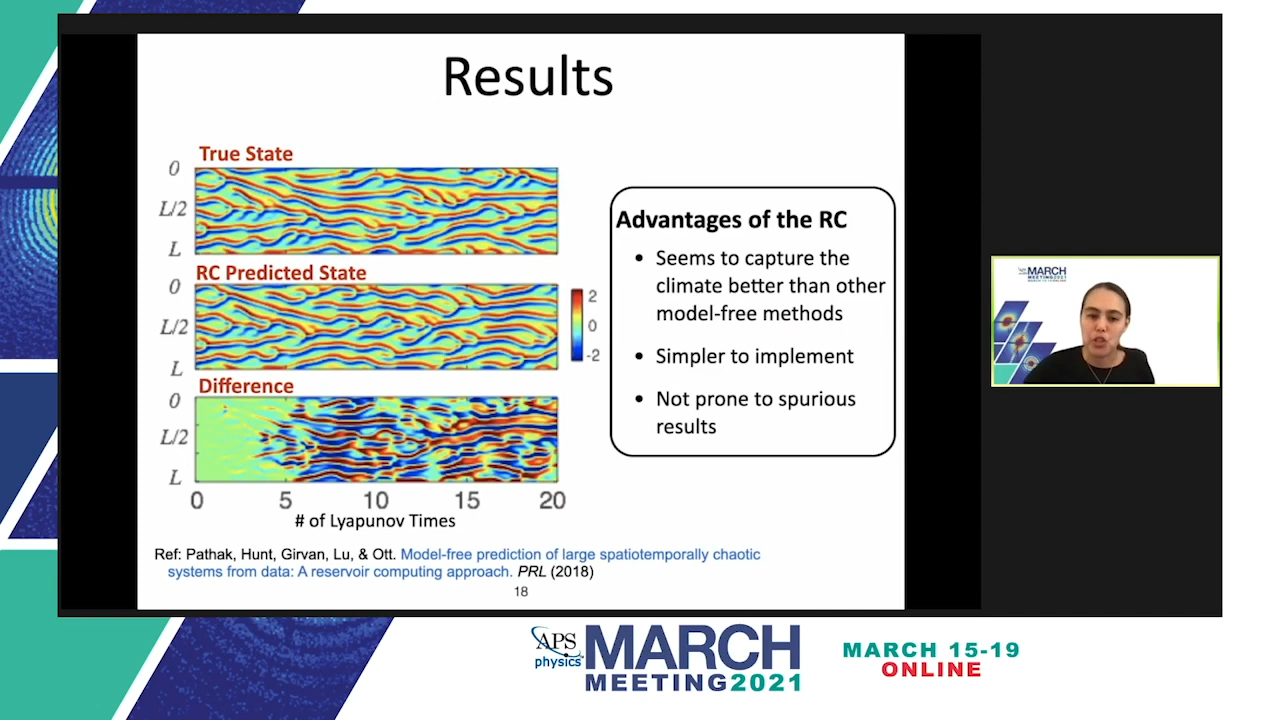 Results
True State
0
L/2
L
RC Predicted State
0
L/2
L
2
0
-2
Difference
0
L/2
L
0 5 10 15 20
# of Lyapunov Times
Advantages of the RC
• Seems to capture the
climate better than other
model-free methods
• Simpler to implement
• Not prone to spurious
results
Ref: Pathak, Hunt, Girvan, Lu, & Ott. Model-free prediction of large spatiotemporally chaotic
systems from data: A reservoir computing approach. PRL (2018)
18
MARCH
MEETING2021
APS
physics
MARCH
MEETING2021
MARCH 15-19
ONLINE